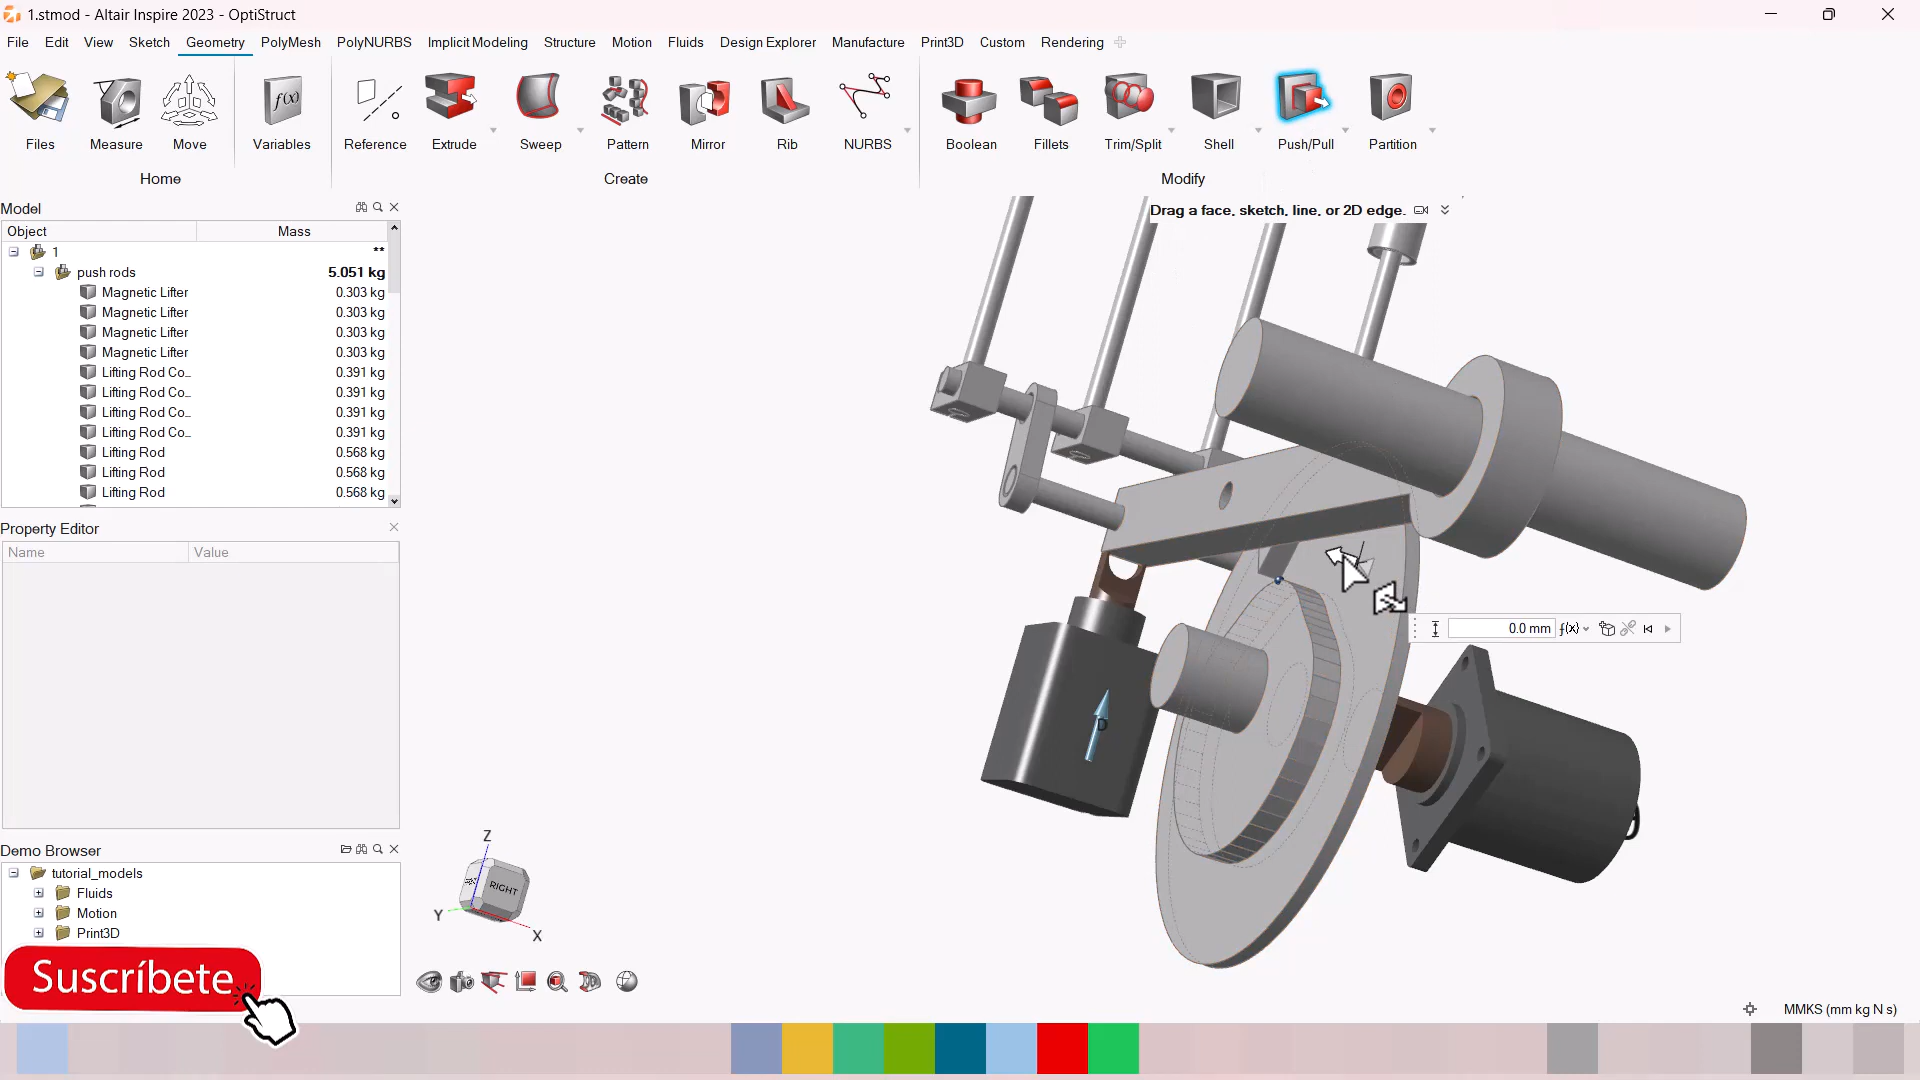 1.stmod - Altair Inspire 2023 - OptiStruct
File Edit View Sketch Geometry PolyMesh PolyNURBS Implicit Modeling Structure Motion Fluids Design Explorer Manufacture Print3D Custom Rendering
f(x)
Files Measure Move Variables Reference Extrude Sweep Pattern Mirror Rib NURBS Boolean Fillets Trim/Split Shell Push/Pull Partition
Home Create Modify
Model
Drag a face, sketch, line, or 2D edge.
Object Mass
1 **
push rods 5.051 kg
Magnetic Lifter 0.303 kg
Magnetic Lifter 0.303 kg
Magnetic Lifter 0.303 kg
Magnetic Lifter 0.303 kg
Lifting Rod Co... 0.391 kg
Lifting Rod Co... 0.391 kg
Lifting Rod Co... 0.391 kg
Lifting Rod Co... 0.391 kg
Lifting Rod 0.568 kg
Lifting Rod 0.568 kg
Lifting Rod 0.568 kg
Property Editor
Name Value
0.0 mm f(x)
Demo Browser
tutorial_models
Fluids
Motion
Print3D
Z
RIGHT
Y
X
Suscríbete
MMKS (mm kg N s)